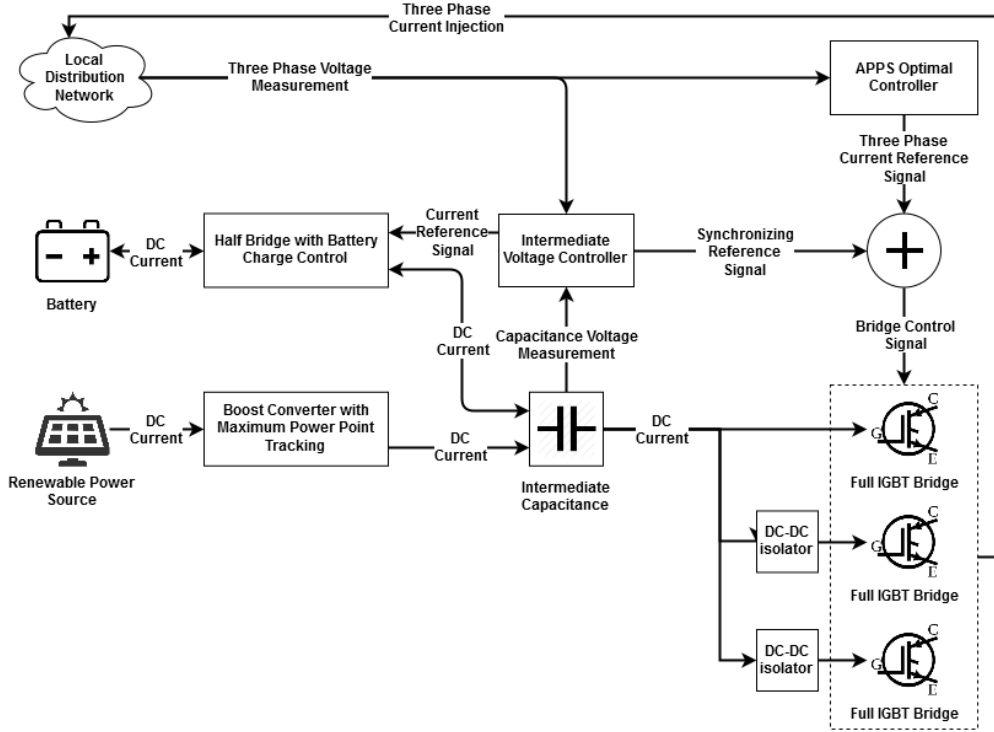 Three Phase
Current Injection
Local
Distribution
Network
Three Phase Voltage
Measurement
APPS Optimal
Controller
Three Phase
Current Reference
Signal
Battery
DC
Current
Half Bridge with Battery
Charge Control
Current
Reference
Signal
Intermediate
Voltage Controller
Synchronizing
Reference
Signal
Bridge Control
Signal
DC
Current
Capacitance Voltage
Measurement
Renewable Power
Source
DC
Current
Boost Converter with
Maximum Power Point
Tracking
DC
Current
Intermediate
Capacitance
DC
Current
C
G
E
Full IGBT Bridge
DC-DC
isolator
C
G
E
Full IGBT Bridge
DC-DC
isolator
C
G
E
Full IGBT Bridge